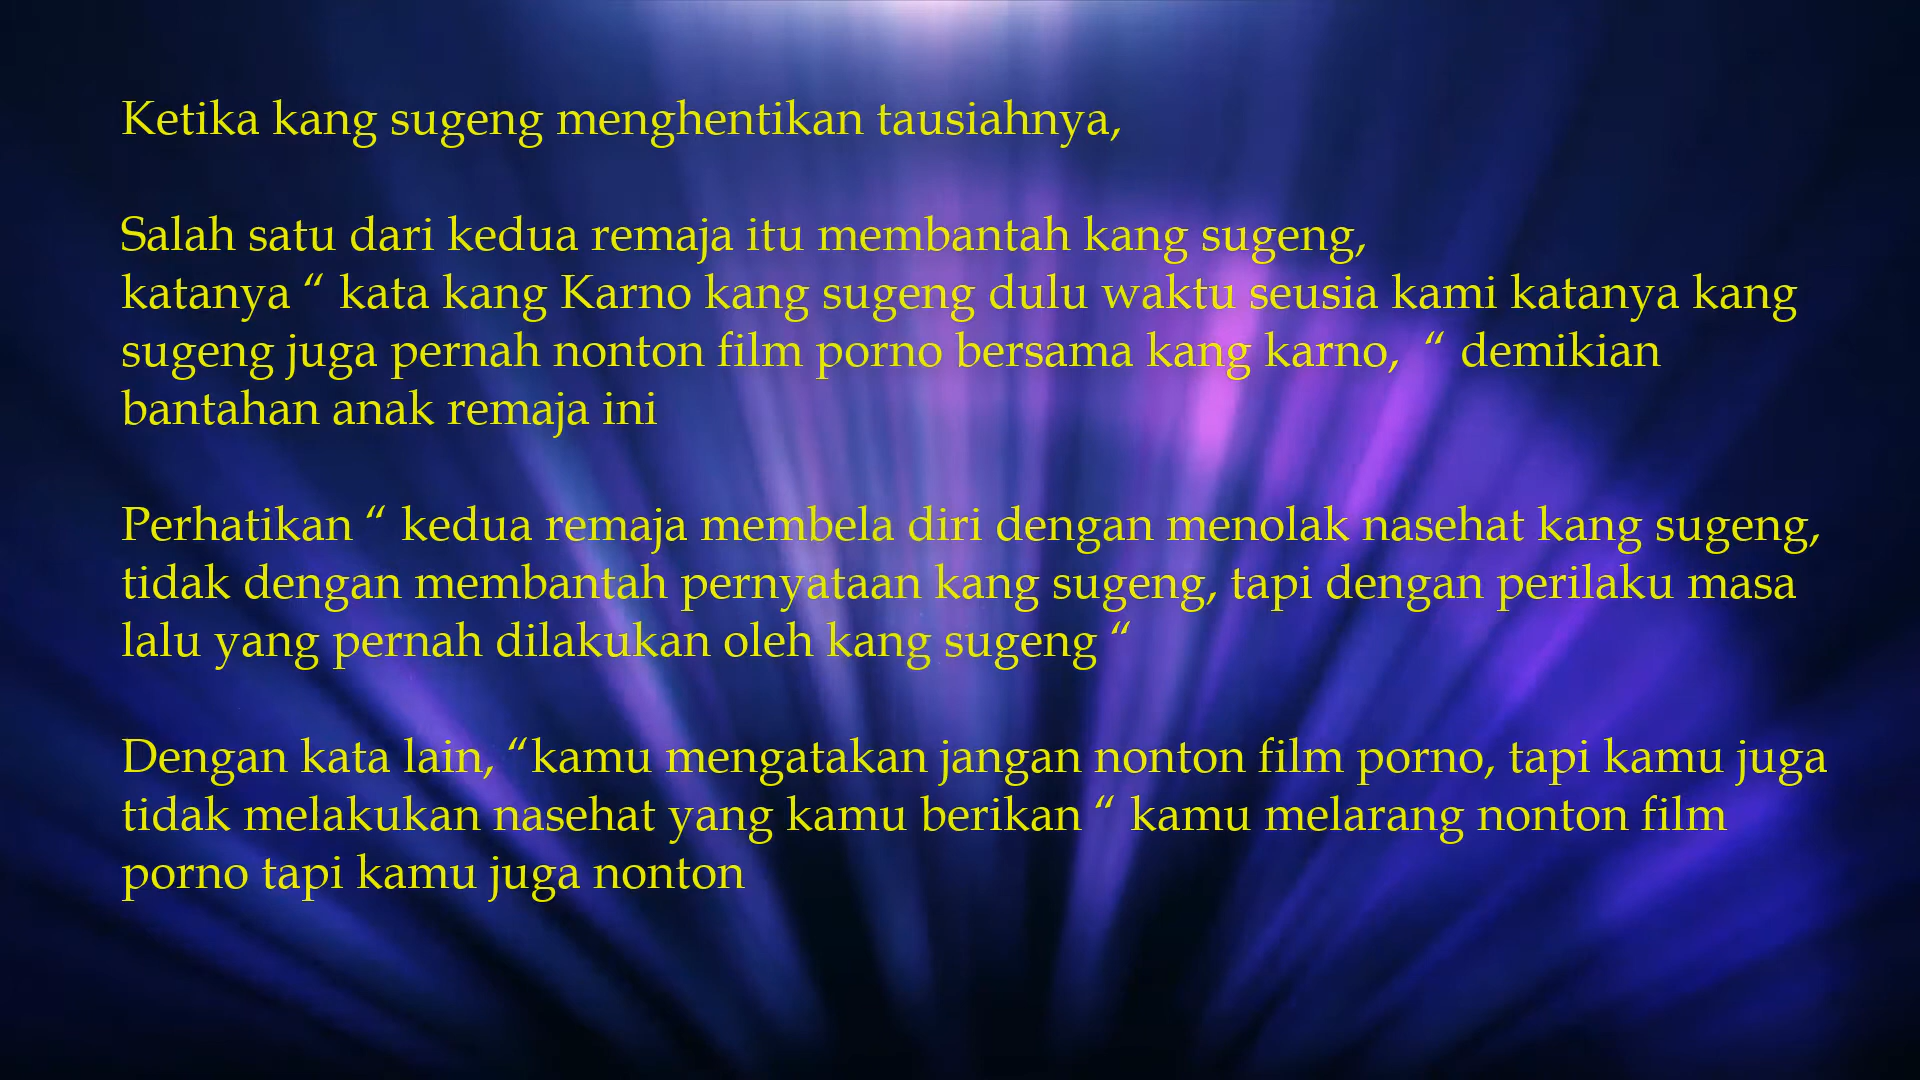 Ketika kang sugeng menghentikan tausiahnya,
Salah satu dari kedua remaja itu membantah kang sugeng,
katanya “ kata kang Karno kang sugeng dulu waktu seusia kami katanya kang
sugeng juga pernah nonton film porno bersama kang karno,  “ demikian
bantahan anak remaja ini
Perhatikan “ kedua remaja membela diri dengan menolak nasehat kang sugeng,
tidak dengan membantah pernyataan kang sugeng, tapi dengan perilaku masa
lalu yang pernah dilakukan oleh kang sugeng “
Dengan kata lain, “kamu mengatakan jangan nonton film porno, tapi kamu juga
tidak melakukan nasehat yang kamu berikan “ kamu melarang nonton film
porno tapi kamu juga nonton